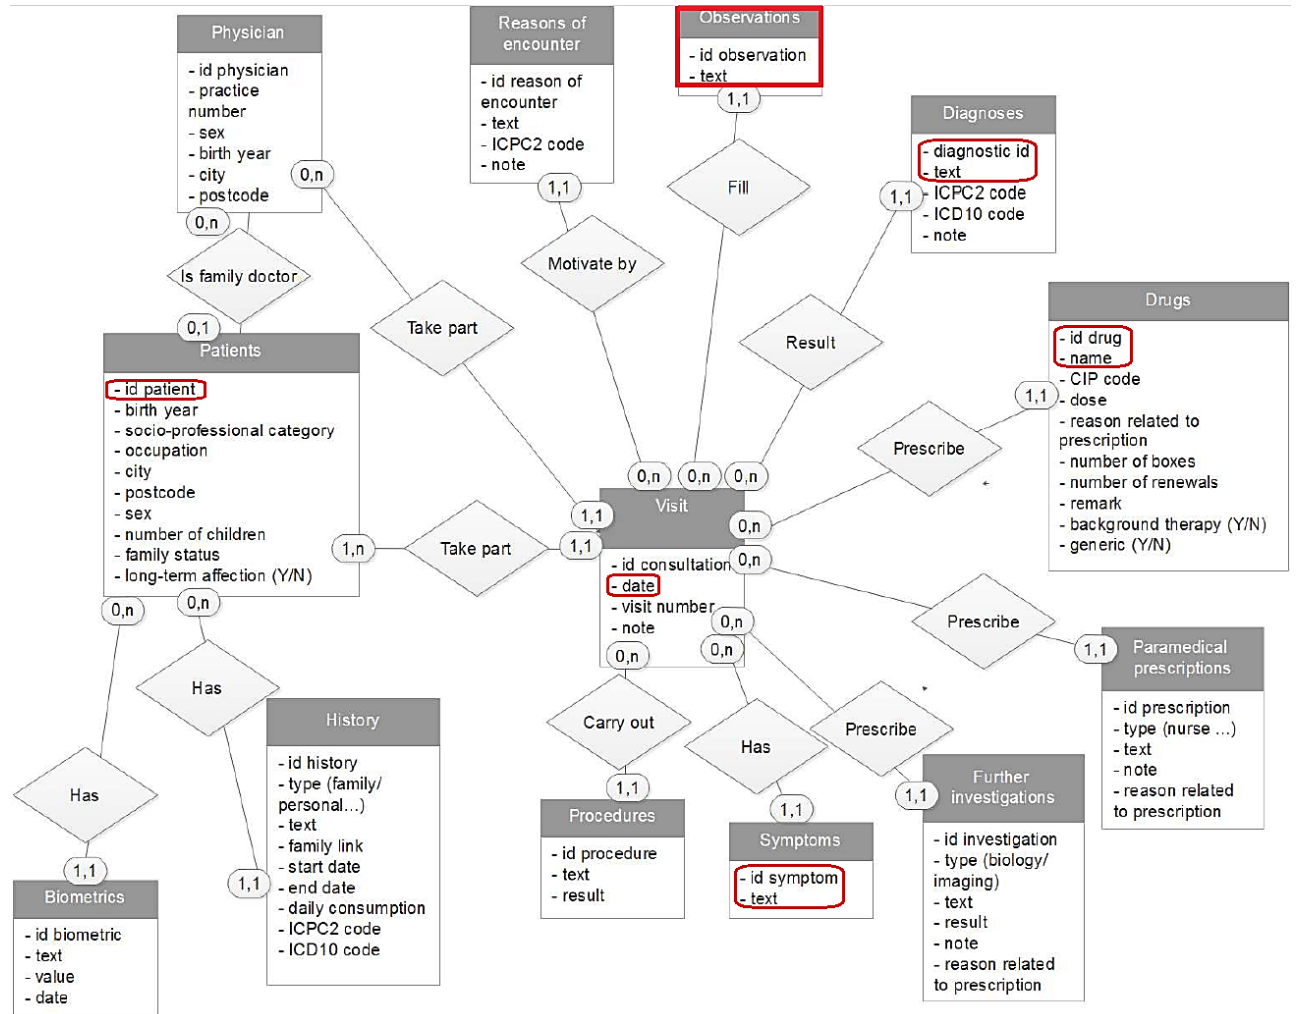 Physician
- id physician
- practice
number
- sex
- birth year
- city
- postcode
0,n
0,n
Is family doctor
0,1
Reasons of
encounter
- id reason of
encounter
- text
- ICPC2 code
- note
1,1
Motivate by
0,n
Observations
- id observation
- text
1,1
Fill
0,n
Diagnoses
- diagnostic id
- text
- ICPC2 code
- ICD10 code
- note
1,1
Result
0,n
Take part
1,1
Drugs
- id drug
- name
- CIP code
- dose
- reason related to
prescription
- number of boxes
- number of renewals
- remark
- background therapy (Y/N)
- generic (Y/N)
1,1
Prescribe
0,n
Patients
- id patient
- birth year
- socio-professional category
- occupation
- city
- postcode
- sex
- number of children
- family status
- long-term affection (Y/N)
1,n
Take part
1,1
Visit
- id consultation
- date
- visit number
- note
0,n
Prescribe
1,1
Paramedical
prescriptions
- id prescription
- type (nurse ...)
- text
- note
- reason related
to prescription
0,n
Has
1,1
Biometrics
- id biometric
- text
- value
- date
0,n
Has
1,1
History
- id history
- type (family/
personal...)
- text
- family link
- start date
- end date
- daily consumption
- ICPC2 code
- ICD10 code
0,n
Carry out
1,1
Procedures
- id procedure
- text
- result
0,n
Has
1,1
Symptoms
- id symptom
- text
0,n
Prescribe
1,1
Further
investigations
- id investigation
- type (biology/
imaging)
- text
- result
- note
- reason related
to prescription